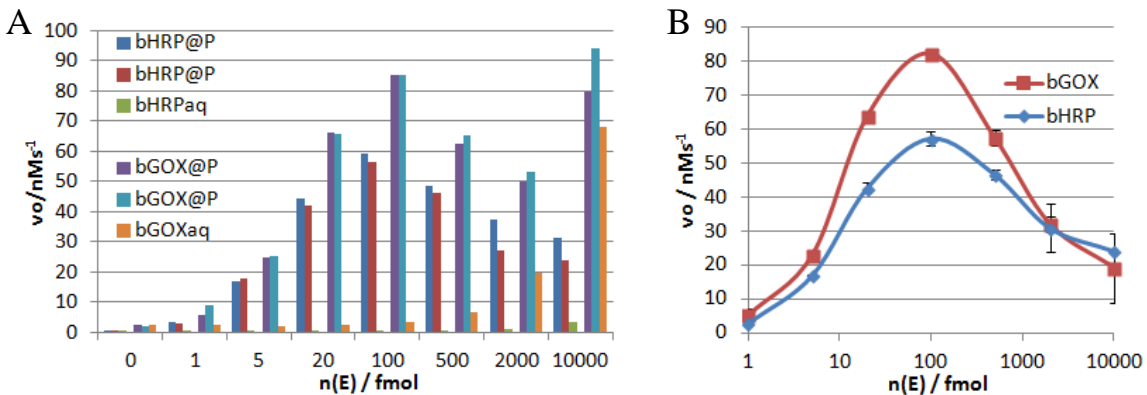 A
vo/nMs-1
100
90
80
70
60
50
40
30
20
10
0
bHRP@P
bHRP@P
bHRPaq
bGOX@P
bGOX@P
bGOXaq
0 1 5 20 100 500 2000 10000
n(E) / fmol
B
vo / nMs-1
90
80
70
60
50
40
30
20
10
0
bGOX
bHRP
1 10 100 1000 10000
n(E) / fmol